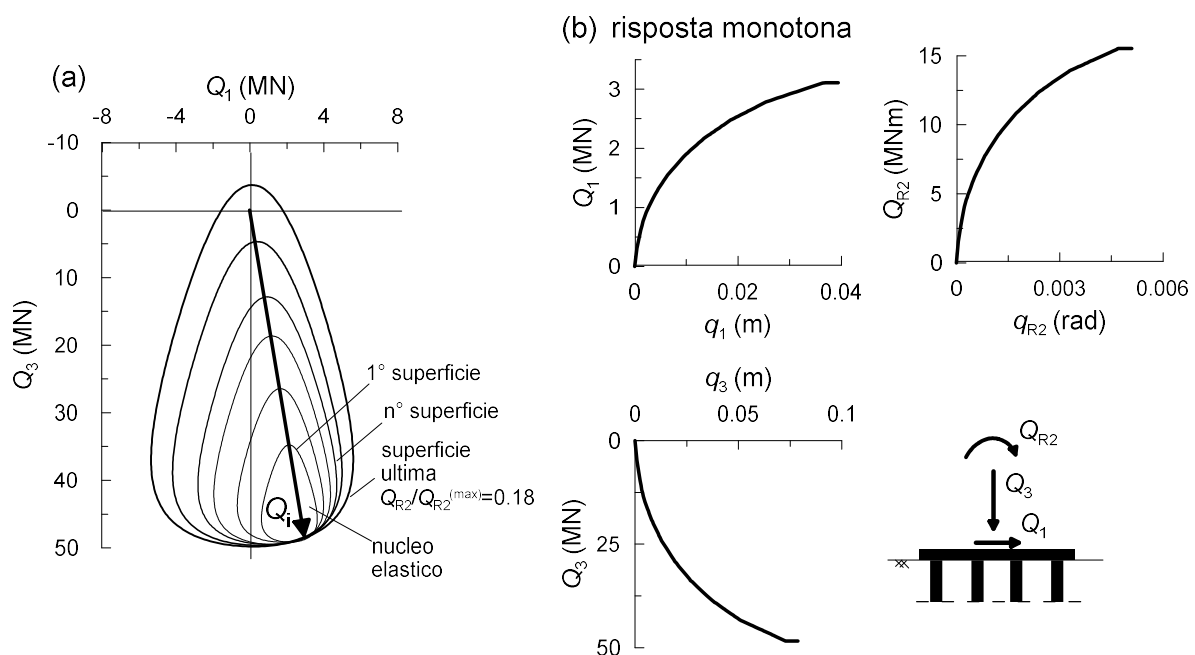 (a)
Q1 (MN)
-8 -4 0 4 8
-10
0
10
20
30
40
50
Q3 (MN)
1° superficie
n° superficie
superficie
ultima
QR2/QR2(max)=0.18
Qi
nucleo
elastico
(b) risposta monotona
3
2
1
0
Q1 (MN)
0 0.02 0.04
q1 (m)
15
10
5
0
QR2 (MNm)
0 0.003 0.006
qR2 (rad)
q3 (m)
0 0.05 0.1
0
25
50
Q3 (MN)
QR2
Q3
Q1